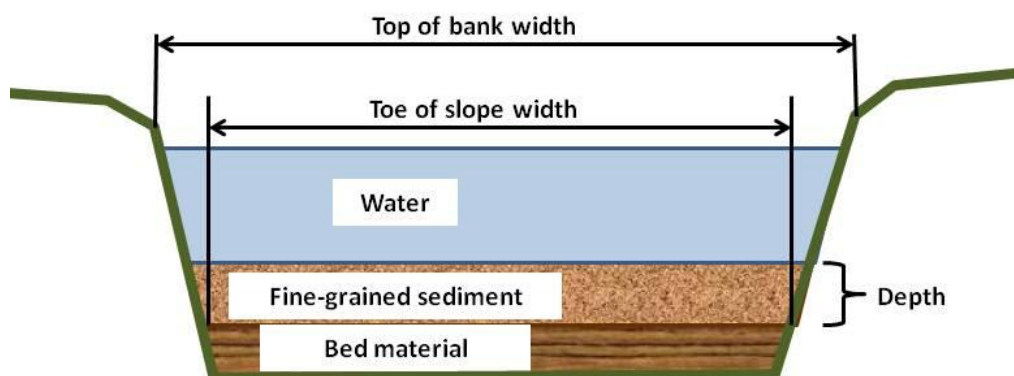 Top of bank width
Toe of slope width
Water
Fine-grained sediment
Depth
Bed material